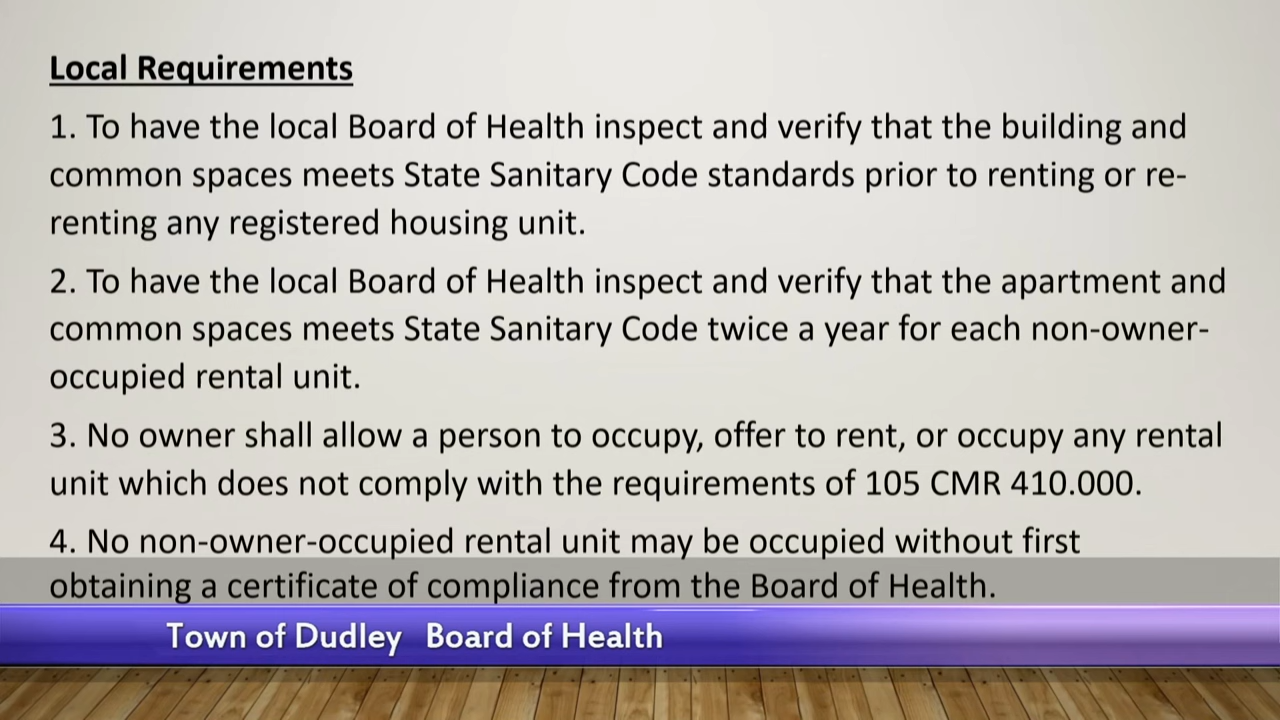 Local Requirements
1. To have the local Board of Health inspect and verify that the building and
common spaces meets State Sanitary Code standards prior to renting or re-
renting any registered housing unit.
2. To have the local Board of Health inspect and verify that the apartment and
common spaces meets State Sanitary Code twice a year for each non-owner-
occupied rental unit.
3. No owner shall allow a person to occupy, offer to rent, or occupy any rental
unit which does not comply with the requirements of 105 CMR 410.000.
4. No non-owner-occupied rental unit may be occupied without first
obtaining a certificate of compliance from the Board of Health.
Town of Dudley Board of Health